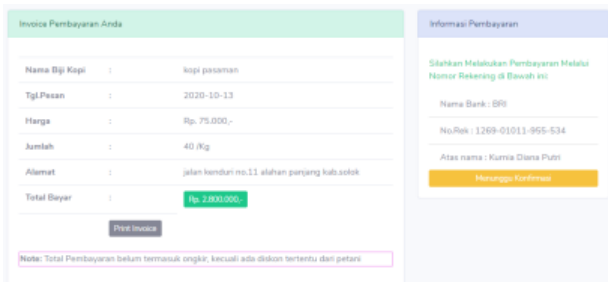 Invoice Pembayaran Anda
Nama Biji Kopi : kopi pasaman
Tgl.Pesan : 2020-10-13
Harga : Rp. 75.000,-
Jumlah : 40 /Kg
Alamat : jalan kenduri no.11 alahan panjang kab.solok
Total Bayar : Rp. 2.800.000,-
Print Invoice
Note: Total Pembayaran belum termasuk ongkir, kecuali ada diskon tertentu dari petani
Informasi Pembayaran
Silahkan Melakukan Pembayaran Melalui
Nomor Rekening di Bawah ini:
Nama Bank : BRI
No.Rek : 1269-01011-955-534
Atas nama : Kurnia Diana Putri
Menunggu Konfirmasi